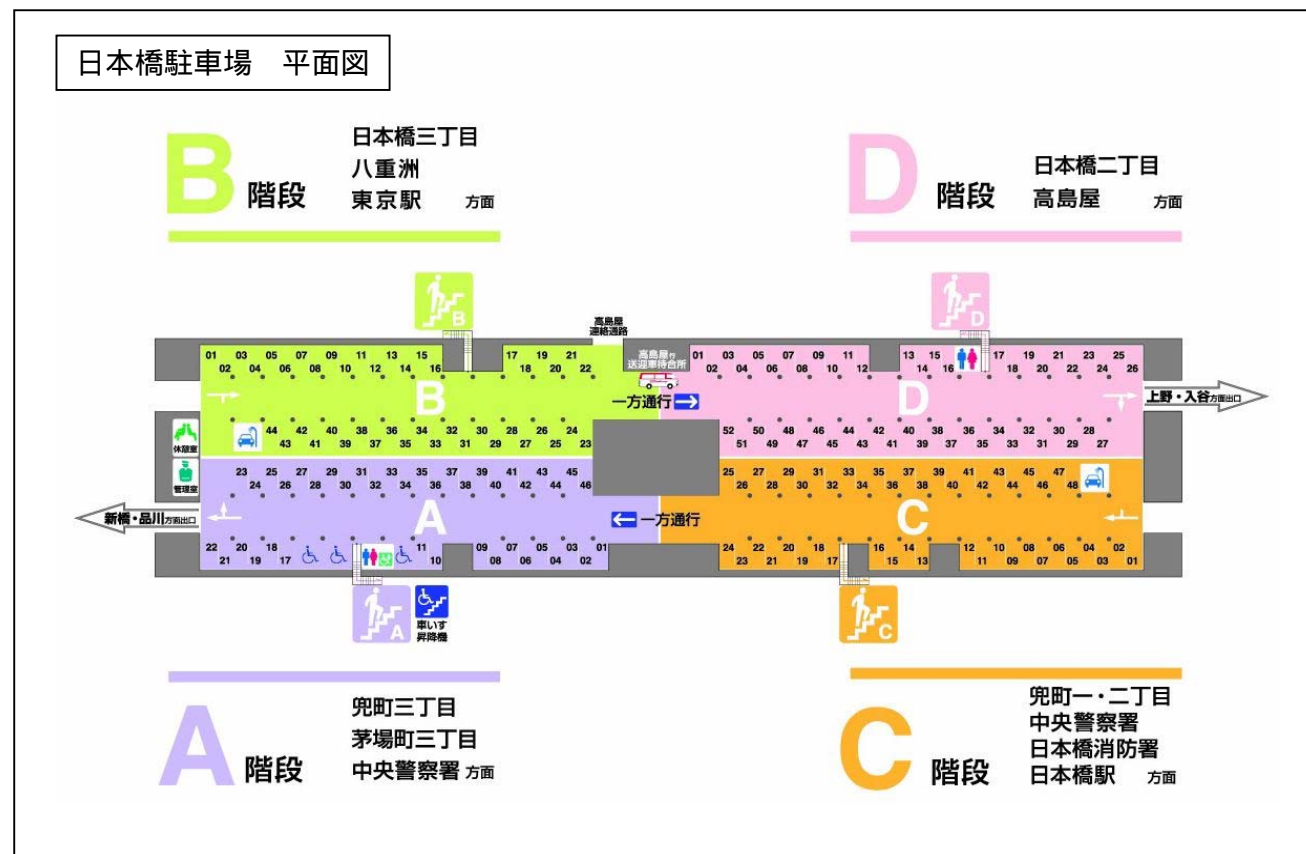 日本橋駐車場　平面図
B 階段
日本橋三丁目
八重洲
東京駅 方面
D 階段
日本橋二丁目
高島屋 方面
B
D
高島屋
連絡通路
高島屋行
送迎車待合所
01 03 05 07 09 11 13 15 17 19 21
02 04 06 08 10 12 14 16 18 20 22
01 03 05 07 09 11 13 15 17 19 21 23 25
02 04 06 08 10 12 14 16 18 20 22 24 26
B
一方通行
D
上野・入谷方面出口
休憩室
44 42 40 38 36 34 32 30 28 26 24
43 41 39 37 35 33 31 29 27 25 23
52 50 48 46 44 42 40 38 36 34 32 30 28
51 49 47 45 43 41 39 37 35 33 31 29 27
管理室
23 25 27 29 31 33 35 37 39 41 43 45
24 26 28 30 32 34 36 38 40 42 44 46
25 27 29 31 33 35 37 39 41 43 45 47
26 28 30 32 34 36 38 40 42 44 46 48
新橋・品川方面出口
A
一方通行
C
22 20 18 11 09 07 05 03 01
21 19 17 10 08 06 04 02
24 22 20 18 16 14 12 10 08 06 04 02
23 21 19 17 15 13 11 09 07 05 03 01
A
車いす
昇降機
C
A 階段
兜町三丁目
茅場町三丁目
中央警察署 方面
C 階段
兜町一・二丁目
中央警察署
日本橋消防署
日本橋駅 方面